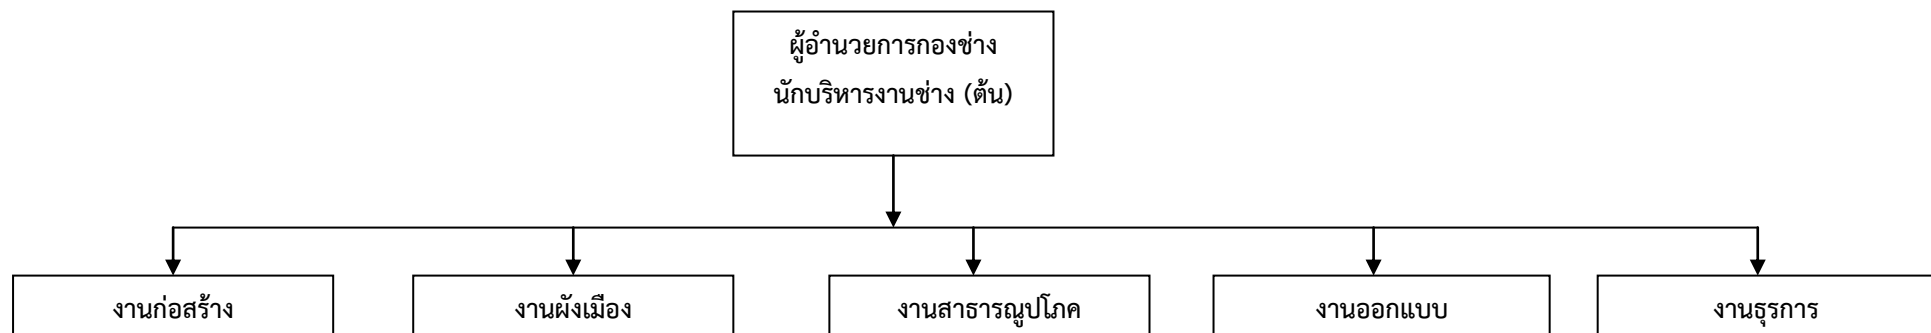 ผู้อำนวยการกองช่าง
นักบริหารงานช่าง (ต้น)
งานก่อสร้าง
งานผังเมือง
งานสาธารณูปโภค
งานออกแบบ
งานธุรการ